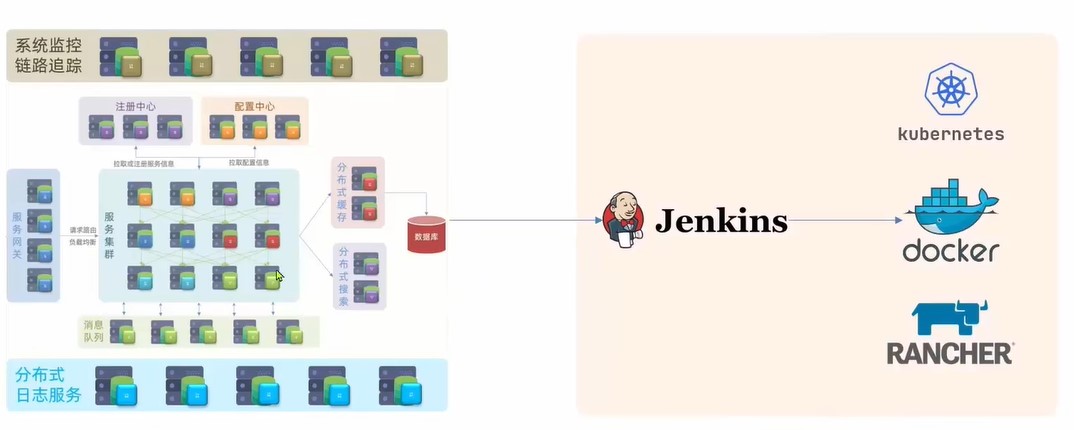 系统监控
链路追踪
注册中心
配置中心
拉取或注册服务信息
拉取配置信息
服务网关
请求路由
负载均衡
服务集群
分布式缓存
分布式搜索
数据库
消息
队列
分布式
日志服务
Jenkins
kubernetes
docker
RANCHER